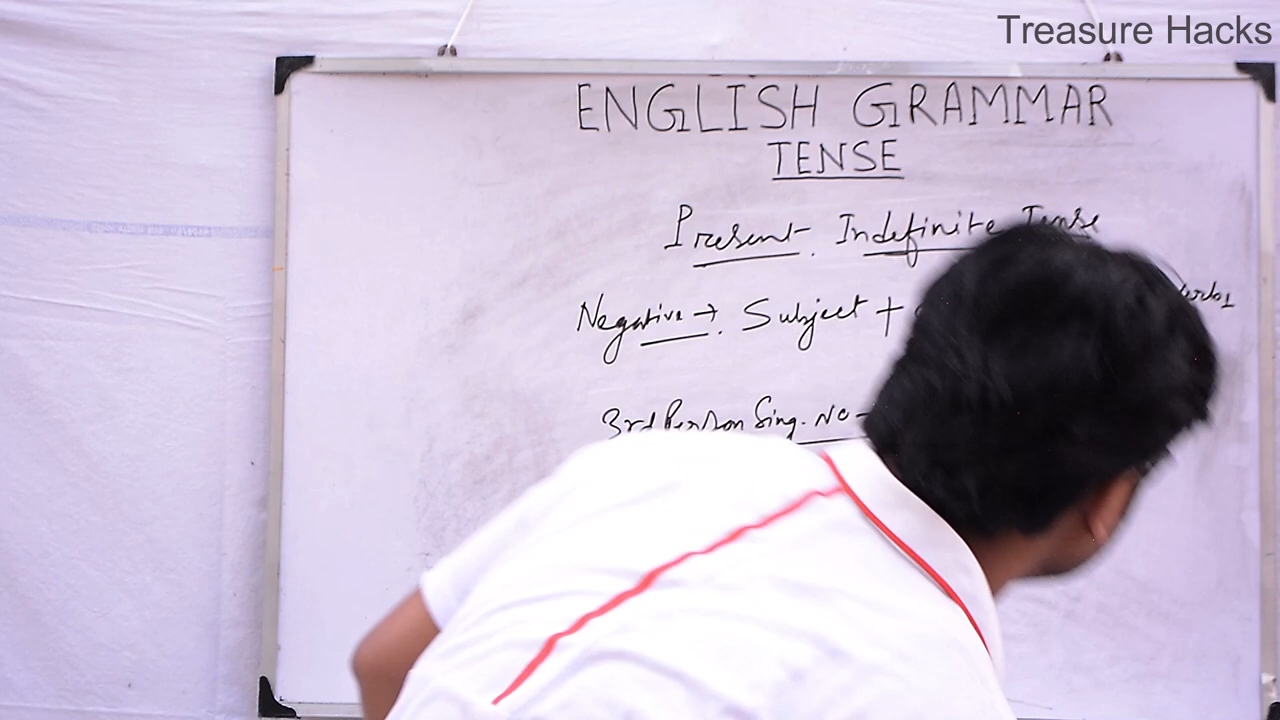 Treasure Hacks
ENGLISH GRAMMAR
TENSE
Present Indefinite Tense
Negative → Subject +
3rd Person Sing. No -